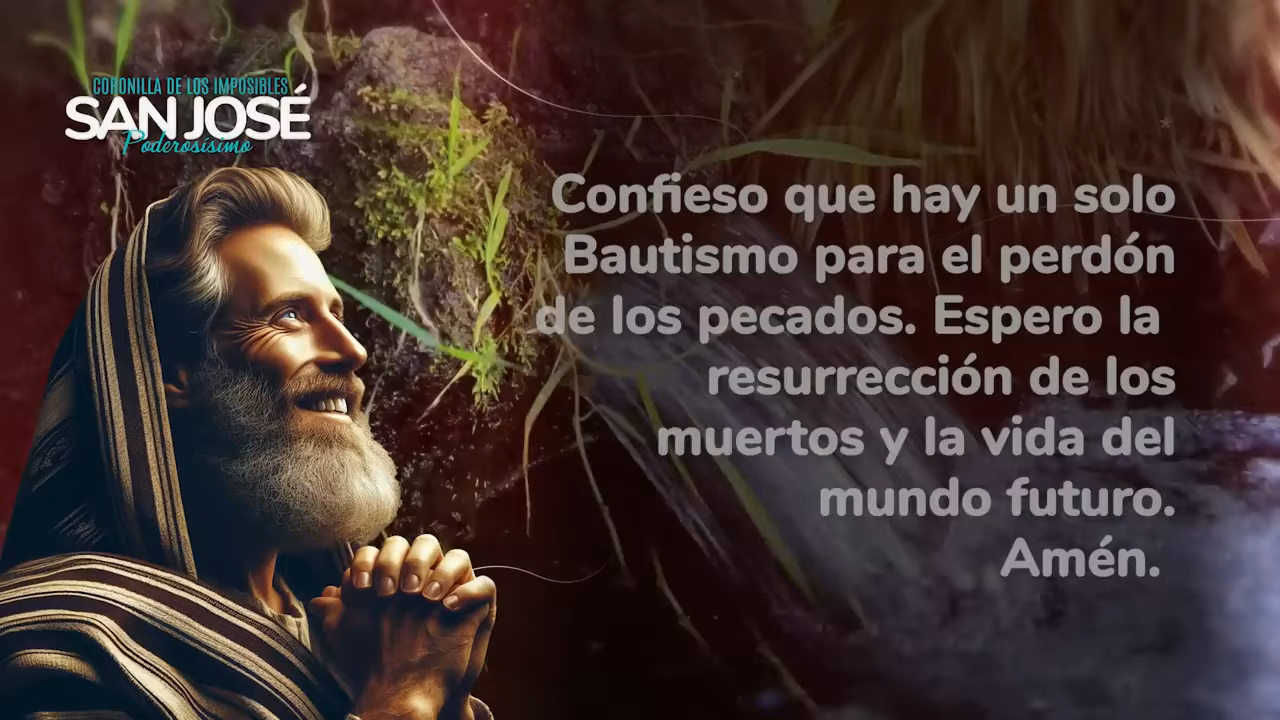 CORONILLA DE LOS IMPOSIBLES
SAN JOSÉ
Poderosísimo
Confieso que hay un solo
Bautismo para el perdón
de los pecados. Espero la
resurrección de los
muertos y la vida del
mundo futuro.
Amén.